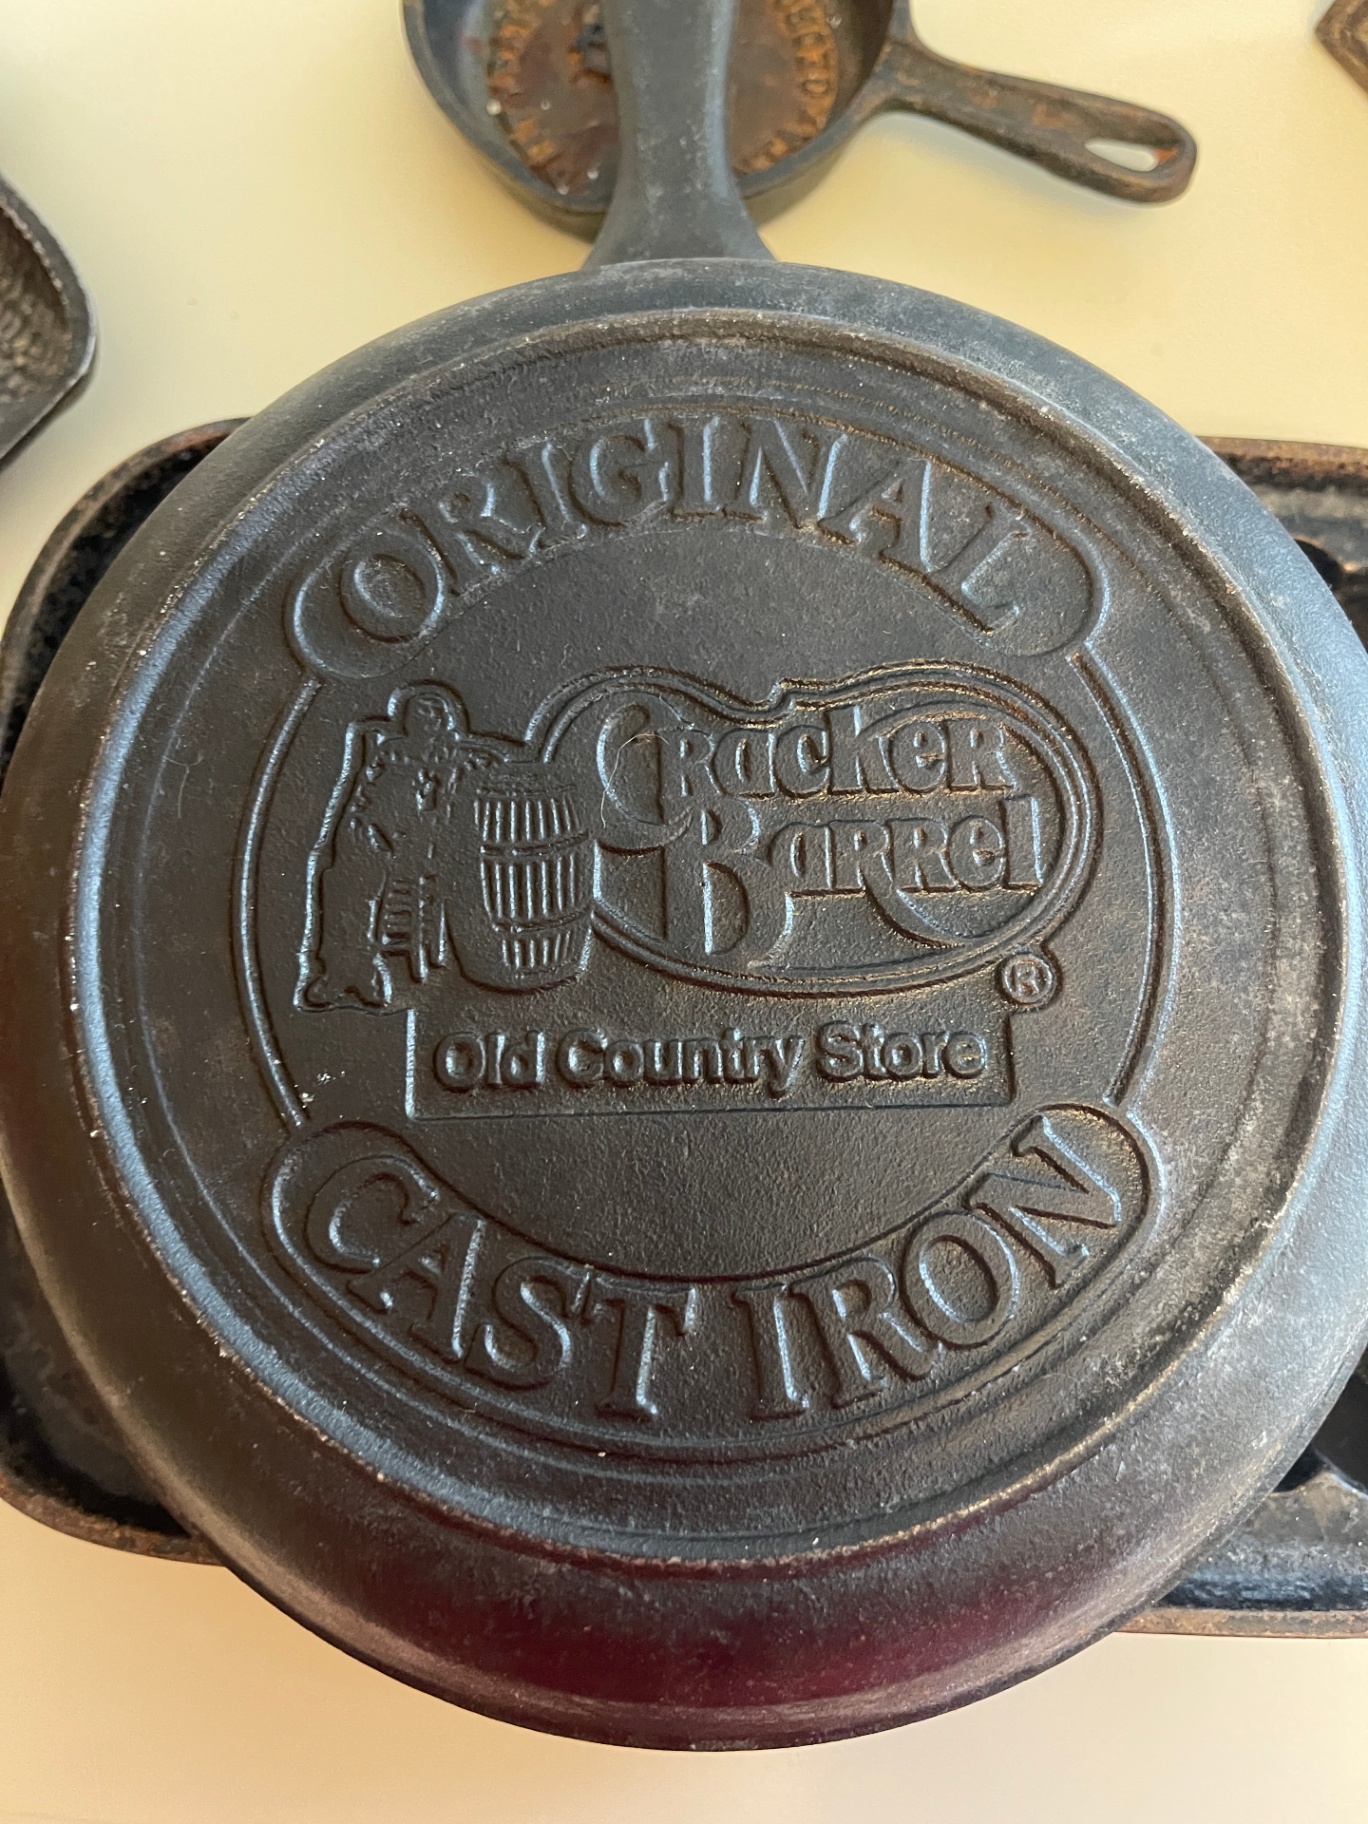 ORIGINAL
Cracker
Barrel
®
Old Country Store
CAST IRON